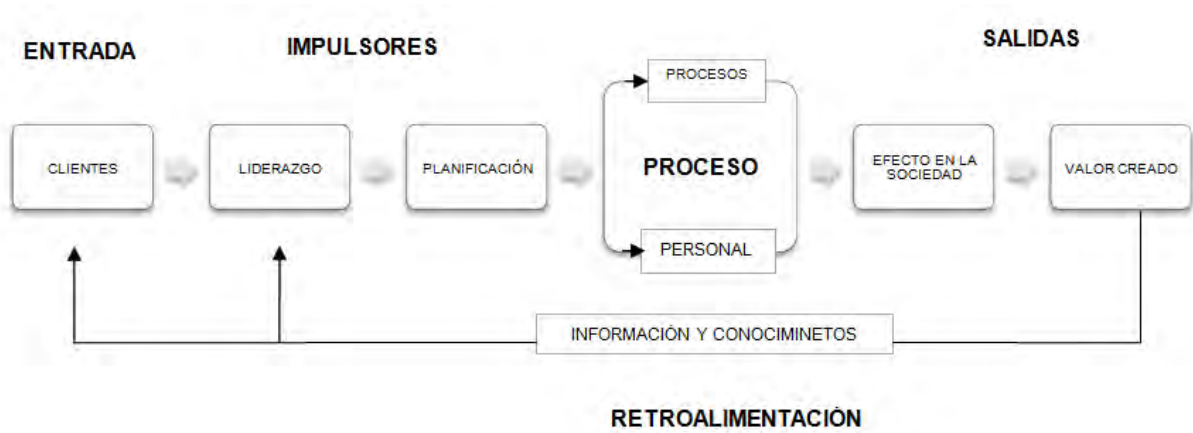 ENTRADA
IMPULSORES
SALIDAS
CLIENTES
LIDERAZGO
PLANIFICACIÓN
PROCESOS
PROCESO
PERSONAL
EFECTO EN LA
SOCIEDAD
VALOR CREADO
INFORMACIÓN Y CONOCIMINETOS
RETROALIMENTACIÓN